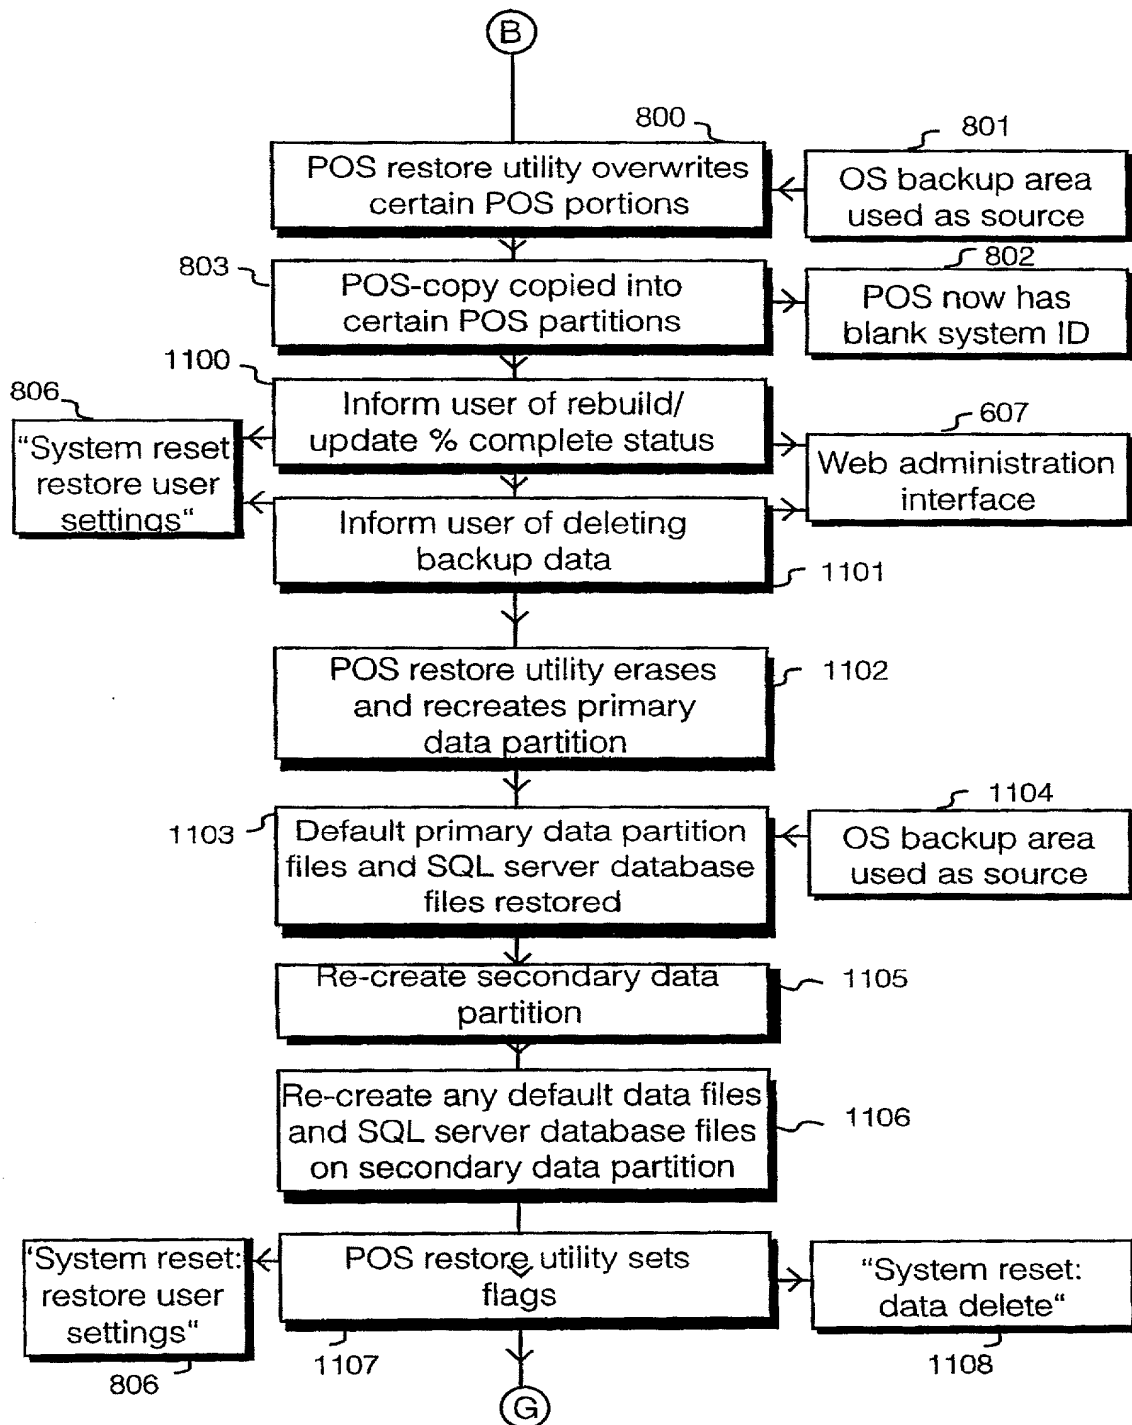 B
800
POS restore utility overwrites
certain POS portions
801
OS backup area
used as source
803
POS-copy copied into
certain POS partitions
802
POS now has
blank system ID
1100
Inform user of rebuild/
update % complete status
806
“System reset
restore user
settings“
607
Web administration
interface
Inform user of deleting
backup data
1101
POS restore utility erases
and recreates primary
data partition
1102
1103
Default primary data partition
files and SQL server database
files restored
1104
OS backup area
used as source
Re-create secondary data
partition
1105
Re-create any default data files
and SQL server database files
on secondary data partition
1106
‘System reset:
restore user
settings“
806
POS restore utility sets
flags
1107
“System reset:
data delete“
1108
G